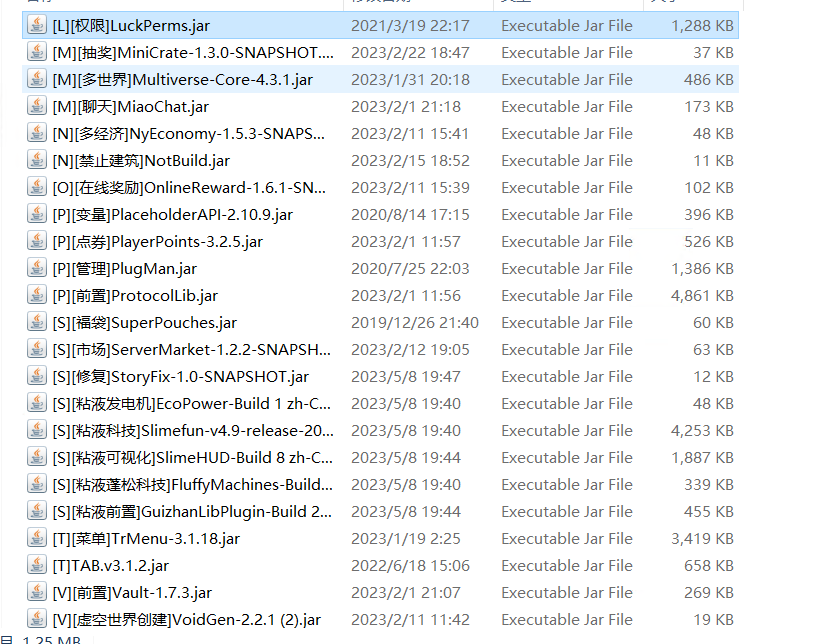 [L][权限]LuckPerms.jar 2021/3/19 22:17 Executable Jar File 1,288 KB
[M][抽奖]MiniCrate-1.3.0-SNAPSHOT.... 2023/2/22 18:47 Executable Jar File 37 KB
[M][多世界]Multiverse-Core-4.3.1.jar 2023/1/31 20:18 Executable Jar File 486 KB
[M][聊天]MiaoChat.jar 2023/2/1 21:18 Executable Jar File 173 KB
[N][多经济]NyEconomy-1.5.3-SNAPS... 2023/2/11 15:41 Executable Jar File 48 KB
[N][禁止建筑]NotBuild.jar 2023/2/15 18:52 Executable Jar File 11 KB
[O][在线奖励]OnlineReward-1.6.1-SN... 2023/2/11 15:39 Executable Jar File 102 KB
[P][变量]PlaceholderAPI-2.10.9.jar 2020/8/14 17:15 Executable Jar File 396 KB
[P][点券]PlayerPoints-3.2.5.jar 2023/2/1 11:57 Executable Jar File 526 KB
[P][管理]PlugMan.jar 2020/7/25 22:03 Executable Jar File 1,386 KB
[P][前置]ProtocolLib.jar 2023/2/1 11:56 Executable Jar File 4,861 KB
[S][福袋]SuperPouches.jar 2019/12/26 21:40 Executable Jar File 60 KB
[S][市场]ServerMarket-1.2.2-SNAPSH... 2023/2/12 19:05 Executable Jar File 63 KB
[S][修复]StoryFix-1.0-SNAPSHOT.jar 2023/5/8 19:47 Executable Jar File 12 KB
[S][粘液发电机]EcoPower-Build 1 zh-C... 2023/5/8 19:40 Executable Jar File 48 KB
[S][粘液科技]Slimefun-v4.9-release-20... 2023/5/8 19:40 Executable Jar File 4,253 KB
[S][粘液可视化]SlimeHUD-Build 8 zh-C... 2023/5/8 19:44 Executable Jar File 1,887 KB
[S][粘液蓬松科技]FluffyMachines-Build... 2023/5/8 19:40 Executable Jar File 339 KB
[S][粘液前置]GuizhanLibPlugin-Build 2... 2023/5/8 19:44 Executable Jar File 455 KB
[T][菜单]TrMenu-3.1.18.jar 2023/1/19 2:25 Executable Jar File 3,419 KB
[T]TAB.v3.1.2.jar 2022/6/18 15:06 Executable Jar File 658 KB
[V][前置]Vault-1.7.3.jar 2023/2/1 21:07 Executable Jar File 269 KB
[V][虚空世界创建]VoidGen-2.2.1 (2).jar 2023/2/11 11:42 Executable Jar File 19 KB
1.25 MB